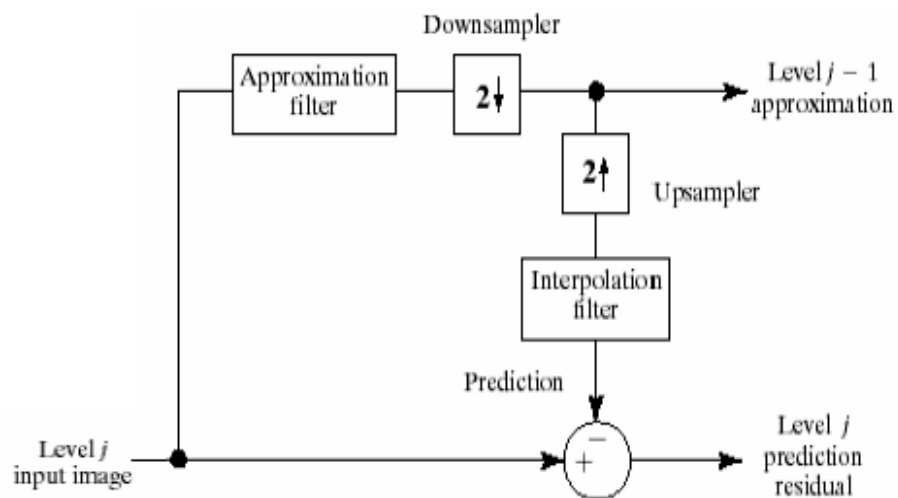 Downsampler
Approximation
filter
2↓
Level j − 1
approximation
2↑
Upsampler
Interpolation
filter
Prediction
−
+
Level j
input image
Level j
prediction
residual